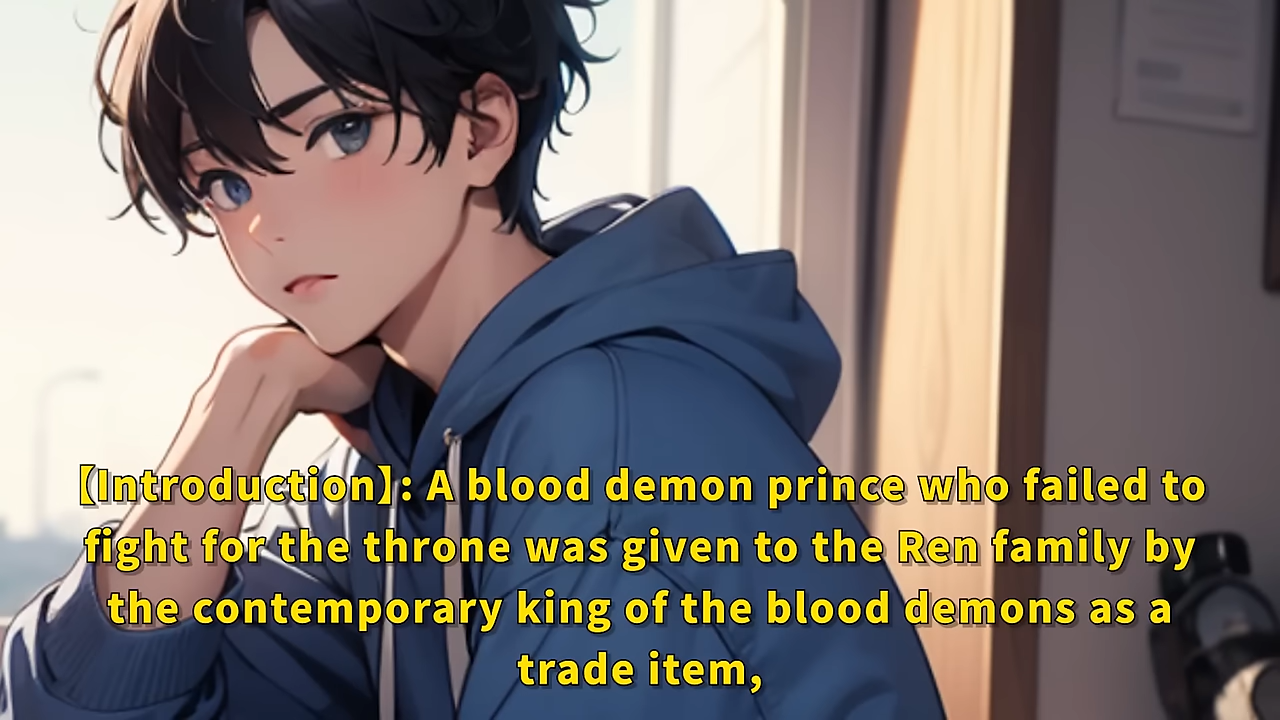 【Introduction】: A blood demon prince who failed to
fight for the throne was given to the Ren family by
the contemporary king of the blood demons as a
trade item,